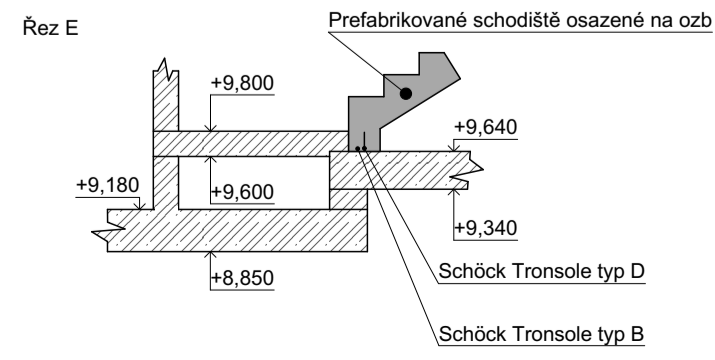 Prefabrikované schodiště osazené na ozb
Řez E
+9,800
+9,640
+9,180
+9,600
+9,340
+8,850
Schöck Tronsole typ D
Schöck Tronsole typ B